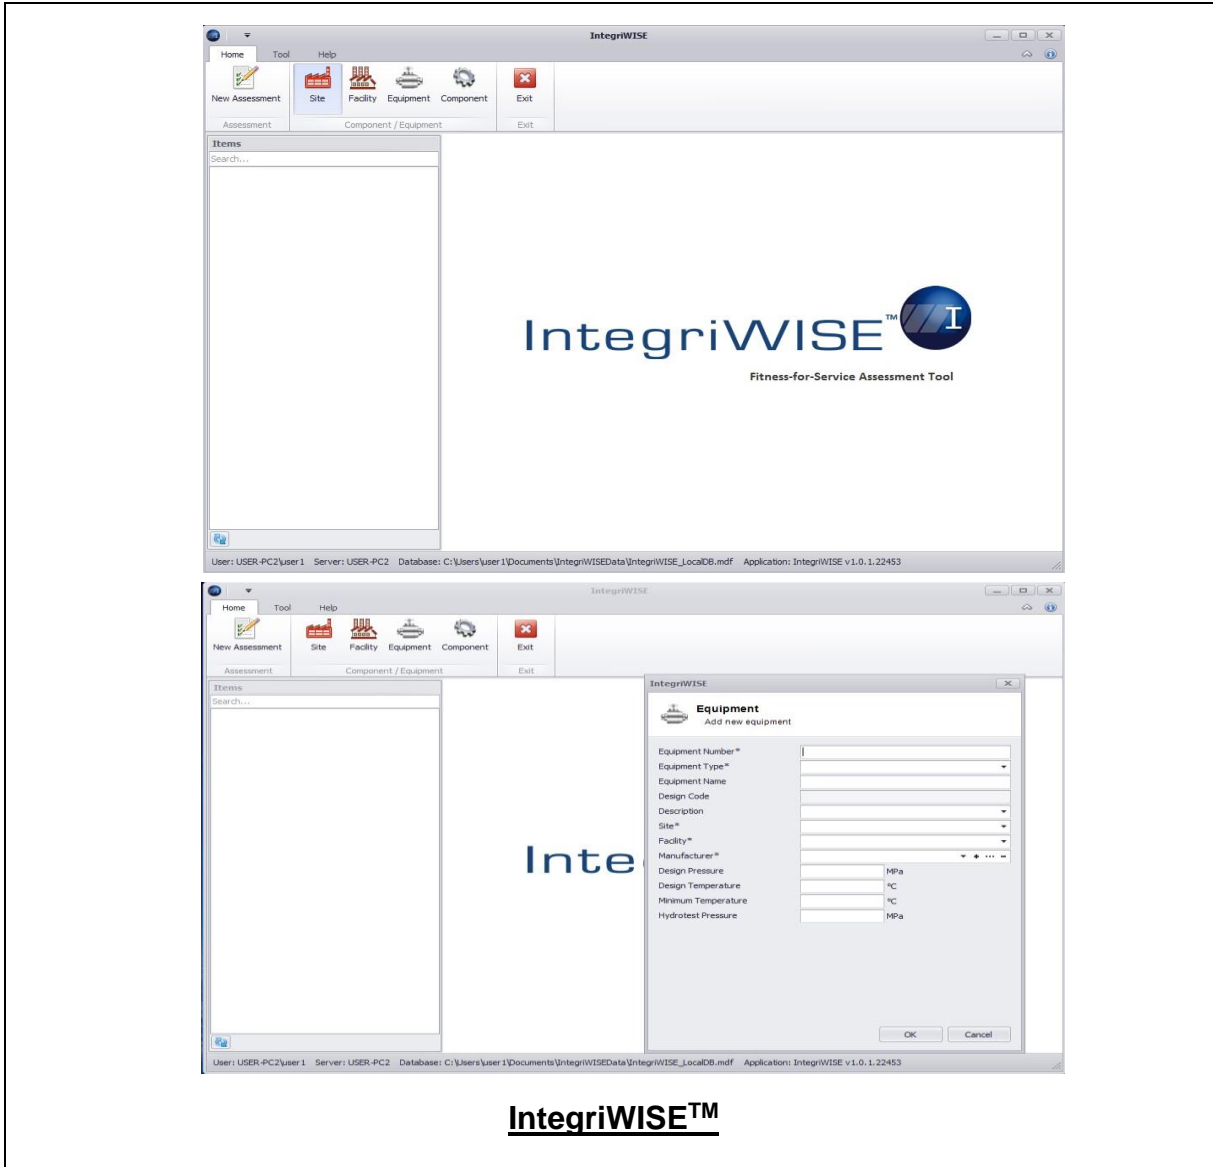 IntegriWISE
Home Tool Help
New Assessment Site Facility Equipment Component Exit
Assessment Component / Equipment Exit
Items
Search...
IntegriWISE™ I
Fitness-for-Service Assessment Tool
User: USER-PC2\user1 Server: USER-PC2 Database: C:\Users\user1\Documents\IntegriWISEData\IntegriWISE_LocalDB.mdf Application: IntegriWISE v1.0.1.22453
IntegriWISE
Home Tool Help
New Assessment Site Facility Equipment Component Exit
Assessment Component / Equipment Exit
Items
Search...
Inte
IntegriWISE
Equipment
Add new equipment
Equipment Number*
Equipment Type*
Equipment Name
Design Code
Description
Site*
Facility*
Manufacturer*
Design Pressure MPa
Design Temperature °C
Minimum Temperature °C
Hydrotest Pressure MPa
OK Cancel
User: USER-PC2\user1 Server: USER-PC2 Database: C:\Users\user1\Documents\IntegriWISEData\IntegriWISE_LocalDB.mdf Application: IntegriWISE v1.0.1.22453
IntegriWISE™